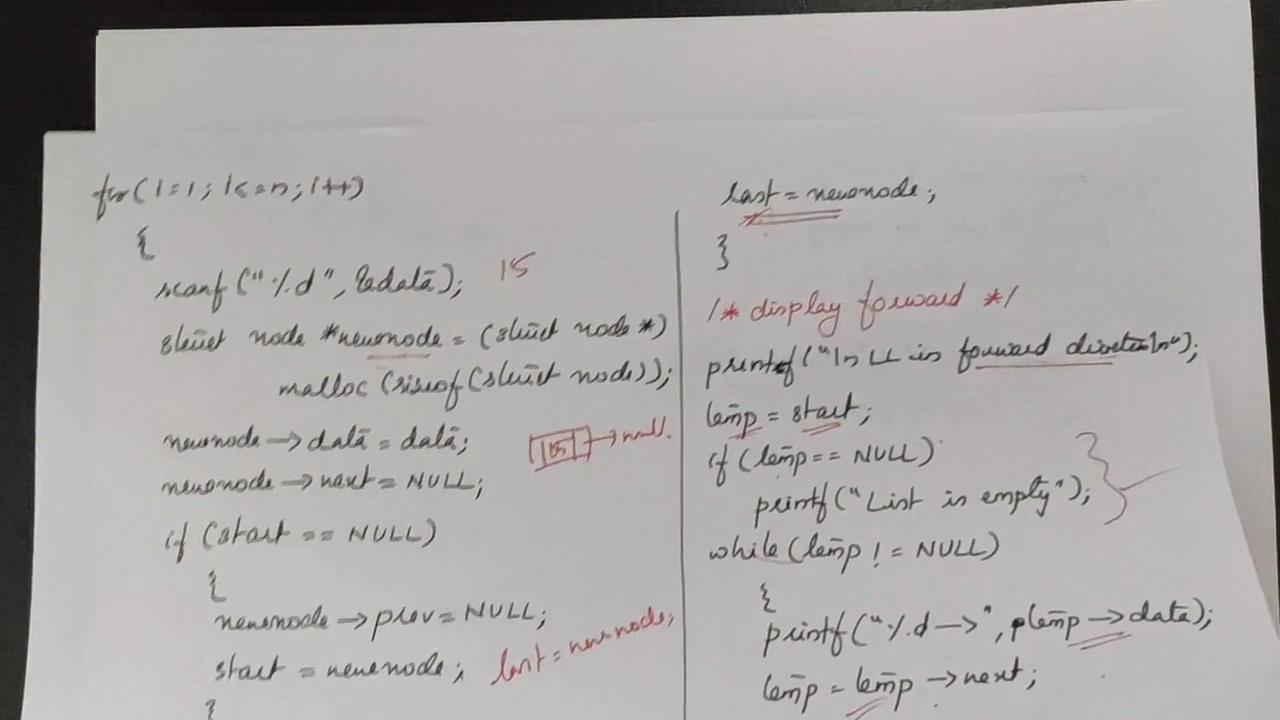 for(i=1; i<=n; i++)
{
scanf("%d", &data); 15
struct node *newnode = (struct node *)
malloc (sizeof(struct node));
newnode → data = data; 15 → null.
newnode → next = NULL;
if (start == NULL)
{
newnode → prev = NULL;
start = newnode; last = newnode;
}
last = newnode;
}
/* display forward */
printf("\n LL in forward direction\n");
temp = start;
if (temp == NULL)
printf("List is empty");
while (temp != NULL)
{
printf("%d →", temp → data);
temp = temp → next;